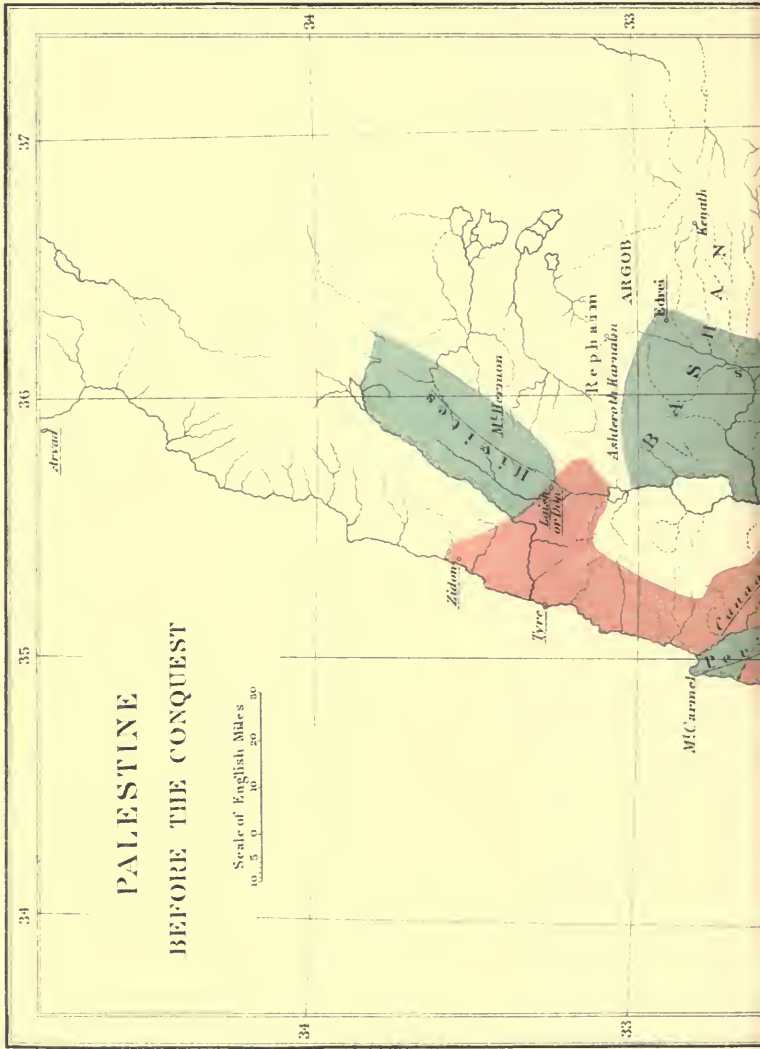 PALESTINE
BEFORE THE CONQUEST
Scale of English Miles
10 5 0 10 20 30
34
35
36
37
34
33
34
33
Arvad
Zidon
Tyre
Mt. Carmel
Hivites
Mt. Hermon
Laish
or Dan
Rephaim
Ashteroth Karnaim
ARGOB
Edrei
Kenath
BASHAN
Canaa
Peri
s